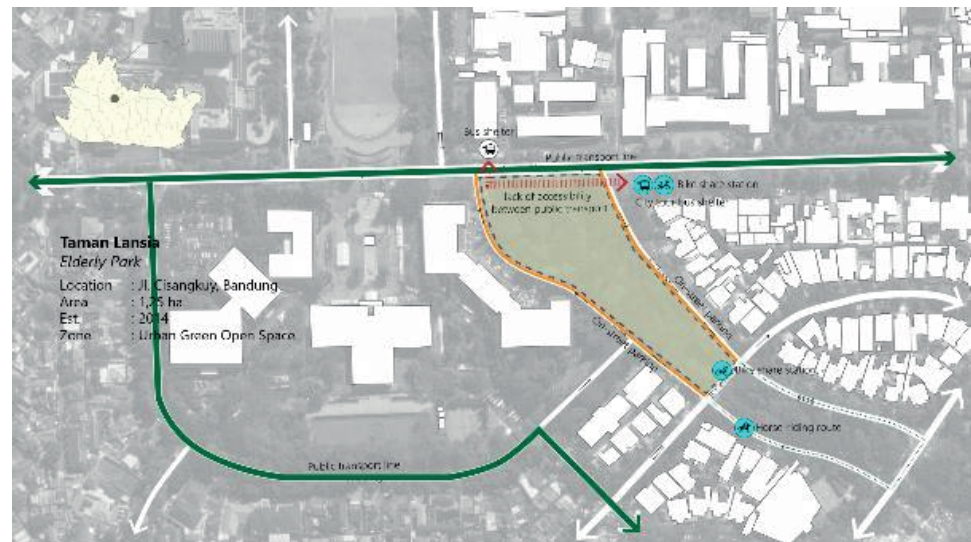 Bus shelter
Public transport line
Bike share station
City tour bus shelter
lack of accessibility
between public transport
Taman Lansia
Elderly Park
Location : Jl. Cisangkuy, Bandung
Area : 1,25 ha
Est. : 2014
Zone : Urban Green Open Space
On-street parking
On-street parking
Bike share station
Horse-riding route
Public transport line